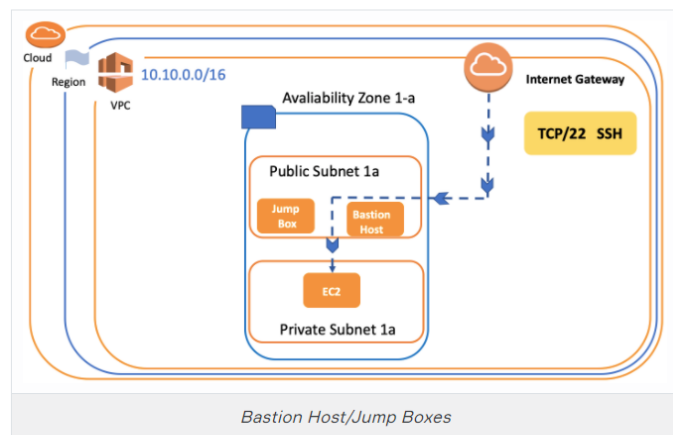 Cloud
Region
VPC
10.10.0.0/16
Internet Gateway
TCP/22 SSH
Avaliability Zone 1-a
Public Subnet 1a
Jump
Box
Bastion
Host
EC2
Private Subnet 1a
Bastion Host/Jump Boxes